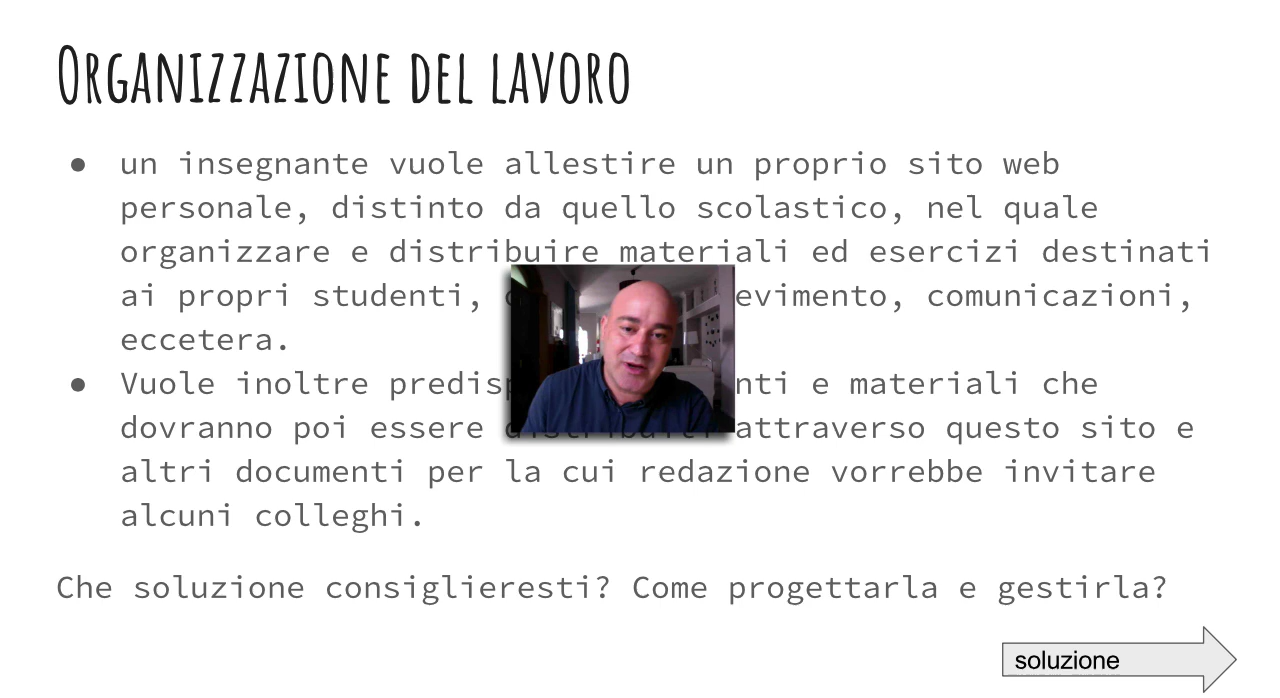 Organizzazione del lavoro
● un insegnante vuole allestire un proprio sito web
personale, distinto da quello scolastico, nel quale
organizzare e distribuire materiali ed esercizi destinati
ai propri studenti, evimento, comunicazioni,
eccetera.
● Vuole inoltre nti e materiali che
dovranno poi essere distribuiti attraverso questo sito e
altri documenti per la cui redazione vorrebbe invitare
alcuni colleghi.
Che soluzione consiglieresti? Come progettarla e gestirla?
soluzione